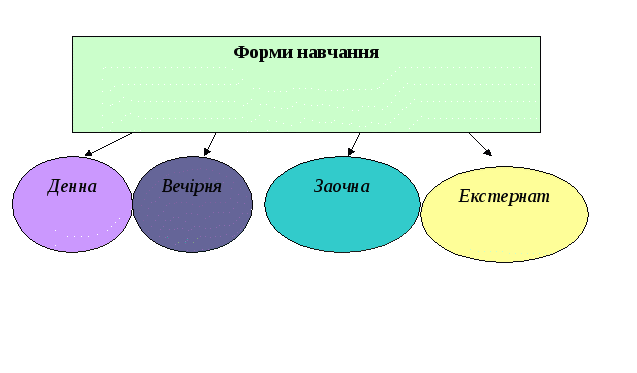 Форми навчання
Денна
Вечірня
Заочна
Екстернат